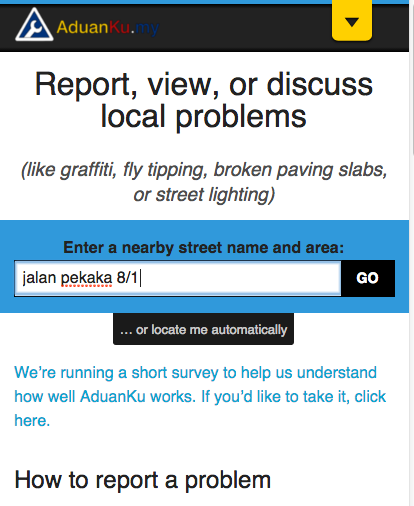 AduanKu.my
Report, view, or discuss
local problems
(like graffiti, fly tipping, broken paving slabs,
or street lighting)
Enter a nearby street name and area:
jalan pekaka 8/1
GO
... or locate me automatically
We're running a short survey to help us understand
how well AduanKu works. If you'd like to take it, click
here.
How to report a problem